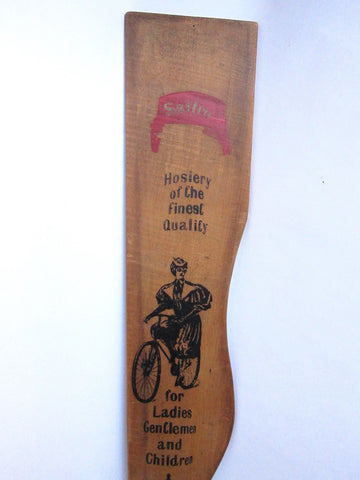 Hosiery
of the
finest
Quality
for
Ladies
Gentlemen
and
Children